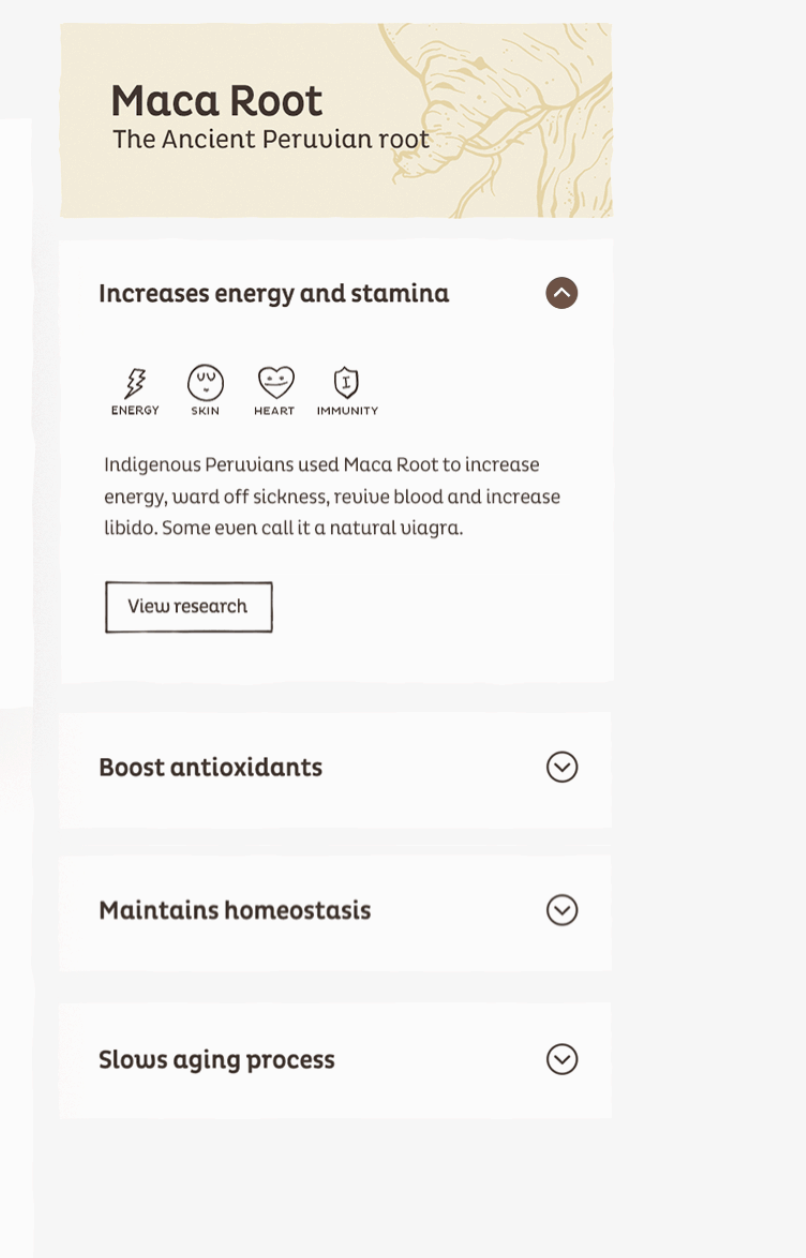 Maca Root
The Ancient Peruvian root
Increases energy and stamina
ENERGY SKIN HEART IMMUNITY
Indigenous Peruvians used Maca Root to increase
energy, ward off sickness, revive blood and increase
libido. Some even call it a natural viagra.
View research
Boost antioxidants
Maintains homeostasis
Slows aging process